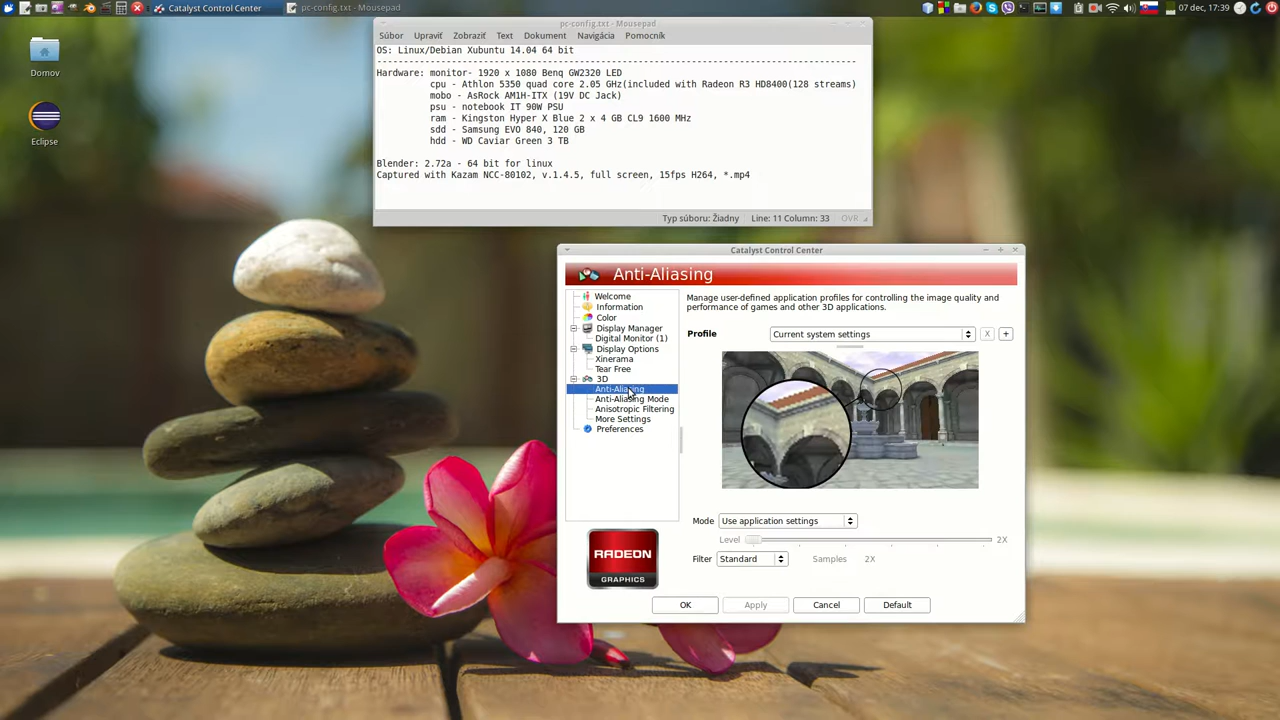 Catalyst Control Center
pc-config.txt - Mousepad
07 dec, 17:39
Domov
Eclipse
pc-config.txt - Mousepad
Súbor Upraviť Zobraziť Text Dokument Navigácia Pomocník
OS: Linux/Debian Xubuntu 14.04 64 bit
--------------------------------------------------------------------------------------
Hardware: monitor- 1920 x 1080 Benq GW2320 LED
cpu - Athlon 5350 quad core 2.05 GHz(included with Radeon R3 HD8400(128 streams)
mobo - AsRock AM1H-ITX (19V DC Jack)
psu - notebook IT 90W PSU
ram - Kingston Hyper X Blue 2 x 4 GB CL9 1600 MHz
sdd - Samsung EVO 840, 120 GB
hdd - WD Caviar Green 3 TB
Blender: 2.72a - 64 bit for linux
Captured with Kazam NCC-80102, v.1.4.5, full screen, 15fps H264, *.mp4
Typ súboru: Žiadny Line: 11 Column: 33 OVR
Catalyst Control Center
Anti-Aliasing
Welcome
Information
Color
Display Manager
Digital Monitor (1)
Display Options
Xinerama
Tear Free
3D
Anti-Aliasing
Anti-Aliasing Mode
Anisotropic Filtering
More Settings
Preferences
RADEON
GRAPHICS
Manage user-defined application profiles for controlling the image quality and
performance of games and other 3D applications.
Profile Current system settings X +
Mode Use application settings
Level 2X
Filter Standard Samples 2X
OK Apply Cancel Default